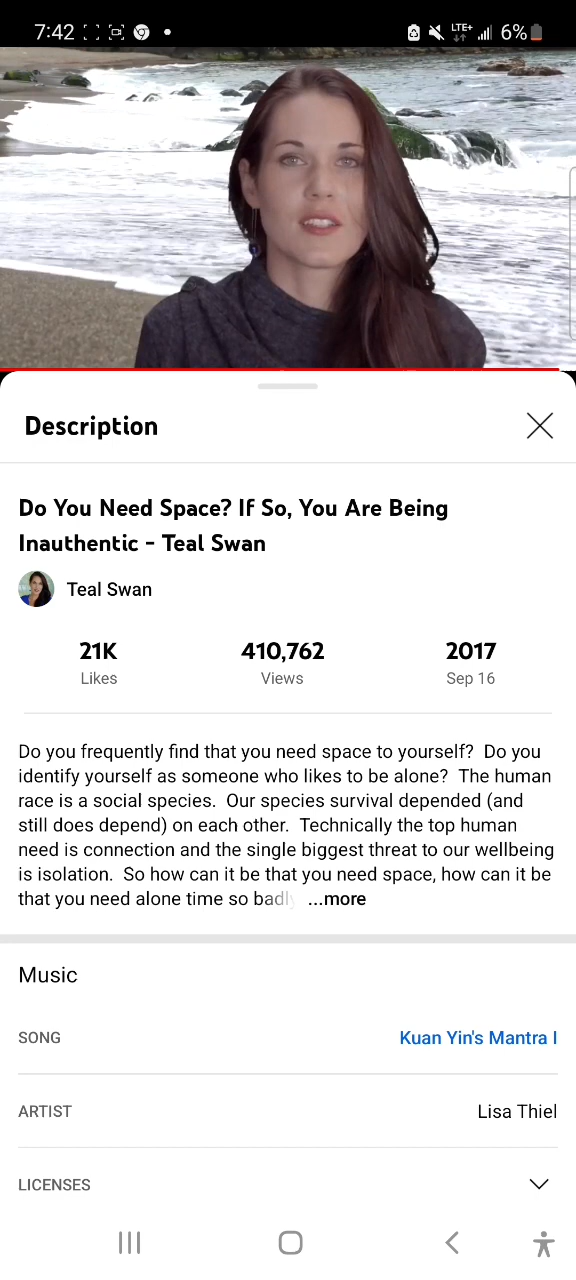 7:42
LTE+
6%
Description
Do You Need Space? If So, You Are Being
Inauthentic - Teal Swan
Teal Swan
21K 410,762 2017
Likes Views Sep 16
Do you frequently find that you need space to yourself?  Do you
identify yourself as someone who likes to be alone?  The human
race is a social species.  Our species survival depended (and
still does depend) on each other.  Technically the top human
need is connection and the single biggest threat to our wellbeing
is isolation.  So how can it be that you need space, how can it be
that you need alone time so badly ...more
Music
SONG Kuan Yin's Mantra I
ARTIST Lisa Thiel
LICENSES